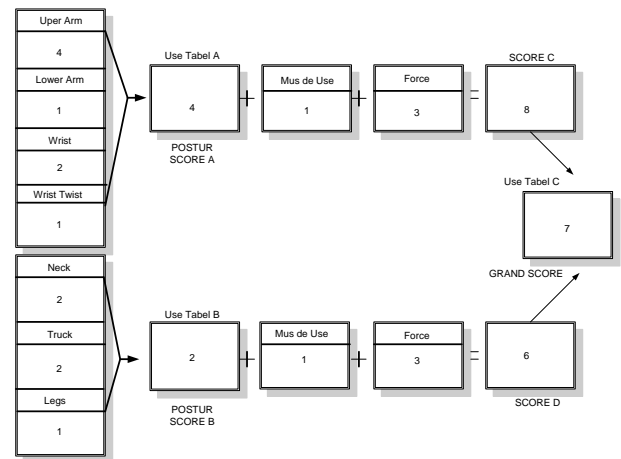 Uper Arm
4
Lower Arm
1
Wrist
2
Wrist Twist
1
Use Tabel A
4
POSTUR
SCORE A
+
Mus de Use
1
+
Force
3
=
SCORE C
8
Use Tabel C
7
GRAND SCORE
Neck
2
Truck
2
Legs
1
Use Tabel B
2
POSTUR
SCORE B
+
Mus de Use
1
+
Force
3
=
6
SCORE D